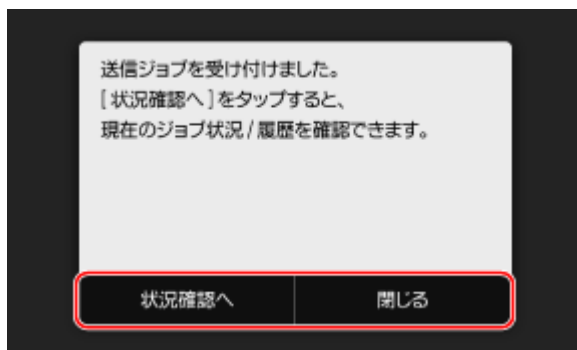 送信ジョブを受け付けました。
[状況確認へ]をタップすると、
現在のジョブ状況/履歴を確認できます。
状況確認へ
閉じる